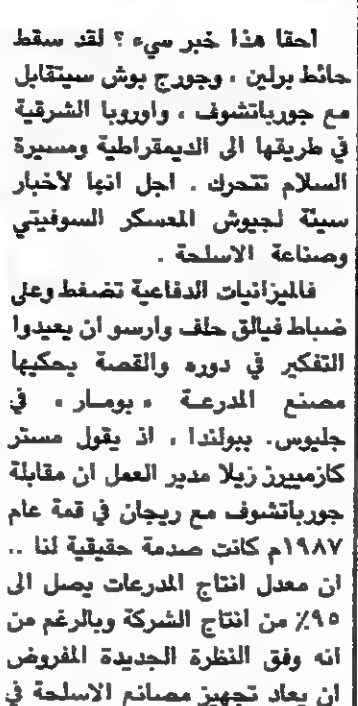 احقا هذا خبر سيء ؟ لقد سقط
حائط برلين ، وجورج بوش سيتقابل
مع جورباتشوف ، واوروبا الشرقية
في طريقها الى الديمقراطية ومسيرة
السلام تتحرك . اجل انها لأخبار
سيئة لجيوش المعسكر السوفيتي
وصناعة الاسلحة .
فالميزانيات الدفاعية تضغط وعلى
ضباط فيالق حلف وارسو ان يعيدوا
التفكير في دوره والقصة يحكيها
مصنع المدرعة « بومار » في
جليوس. ببولندا ، اذ يقول مستر
كازمييرز زيلا مدير العمل ان مقابلة
جورباتشوف مع ريجان في قمة عام
١٩٨٧م كانت صدمة حقيقية لنا ..
ان معدل انتاج المدرعات يصل الى
٩٥٪ من انتاج الشركة وبالرغم من
انه وفق النظرة الجديدة المفروض
ان يعاد تجهيز مصانع الاسلحة في